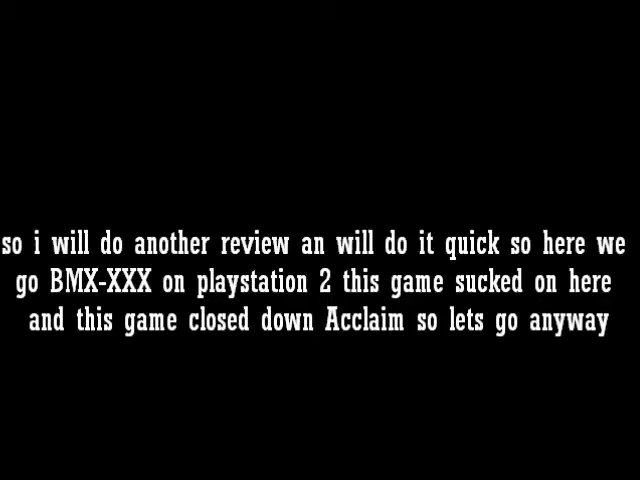 so i will do another review an will do it quick so here we
go BMX-XXX on playstation 2 this game sucked on here
and this game closed down Acclaim so lets go anyway